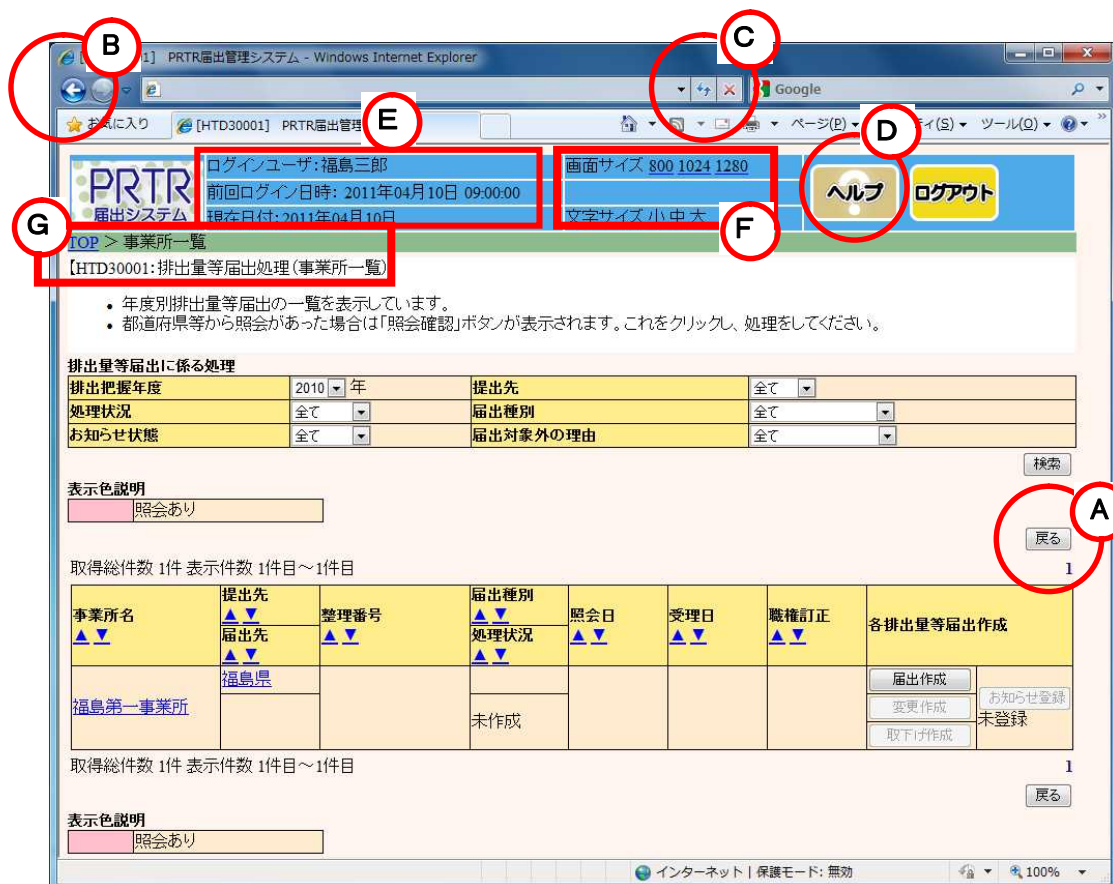 B
C
01] PRTR届出管理システム - Windows Internet Explorer
Google
お気に入り [HTD30001] PRTR届出管理 ページ(P) ィ(S) ツール(O)
E
D
PRTR
届出システム
ログインユーザ:福島三郎
前回ログイン日時: 2011年04月10日 09:00:00
現在日付:2011年04月10日
画面サイズ 800 1024 1280
文字サイズ 小 中 大
ヘルプ ログアウト
G
F
TOP > 事業所一覧
【HTD30001:排出量等届出処理(事業所一覧)
• 年度別排出量等届出の一覧を表示しています。
• 都道府県等から照会があった場合は「照会確認」ボタンが表示されます。これをクリックし、処理をしてください。
排出量等届出に係る処理
排出把握年度 2010 年 提出先 全て
処理状況 全て 届出種別 全て
お知らせ状態 全て 届出対象外の理由 全て
検索
表示色説明
照会あり
A
戻る
取得総件数 1件 表示件数 1件目~1件目 1
事業所名 ▲▼ 提出先 ▲▼ 届出先 ▲▼ 整理番号 ▲▼ 届出種別 ▲▼ 処理状況 ▲▼ 照会日 ▲▼ 受理日 ▲▼ 職権訂正 ▲▼ 各排出量等届出作成
福島第一事業所 福島県 未作成 届出作成 変更作成 取下げ作成 お知らせ登録 未登録
取得総件数 1件 表示件数 1件目~1件目 1
戻る
表示色説明
照会あり
インターネット | 保護モード: 無効 100%